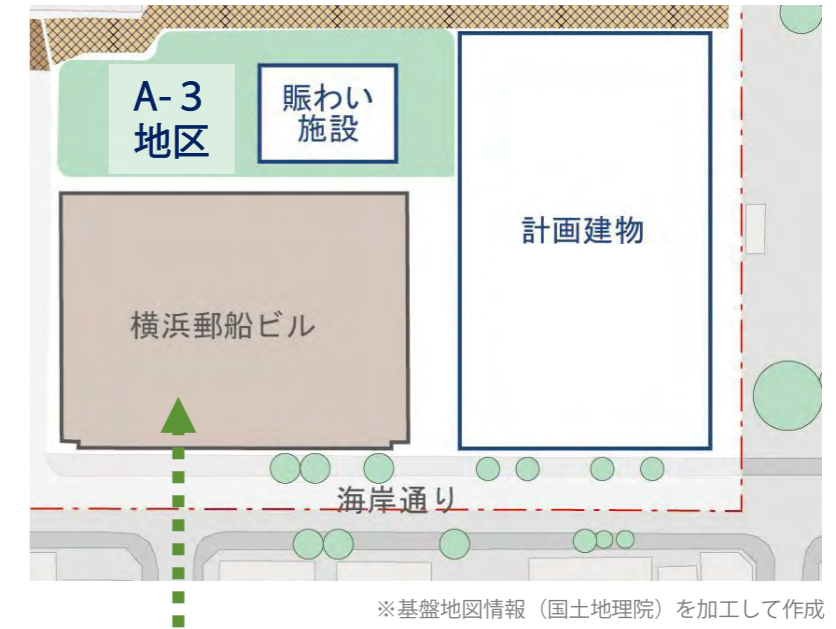 A-３
地区
賑わい
施設
計画建物
横浜郵船ビル
海岸通り
※基盤地図情報（国土地理院）を加工して作成